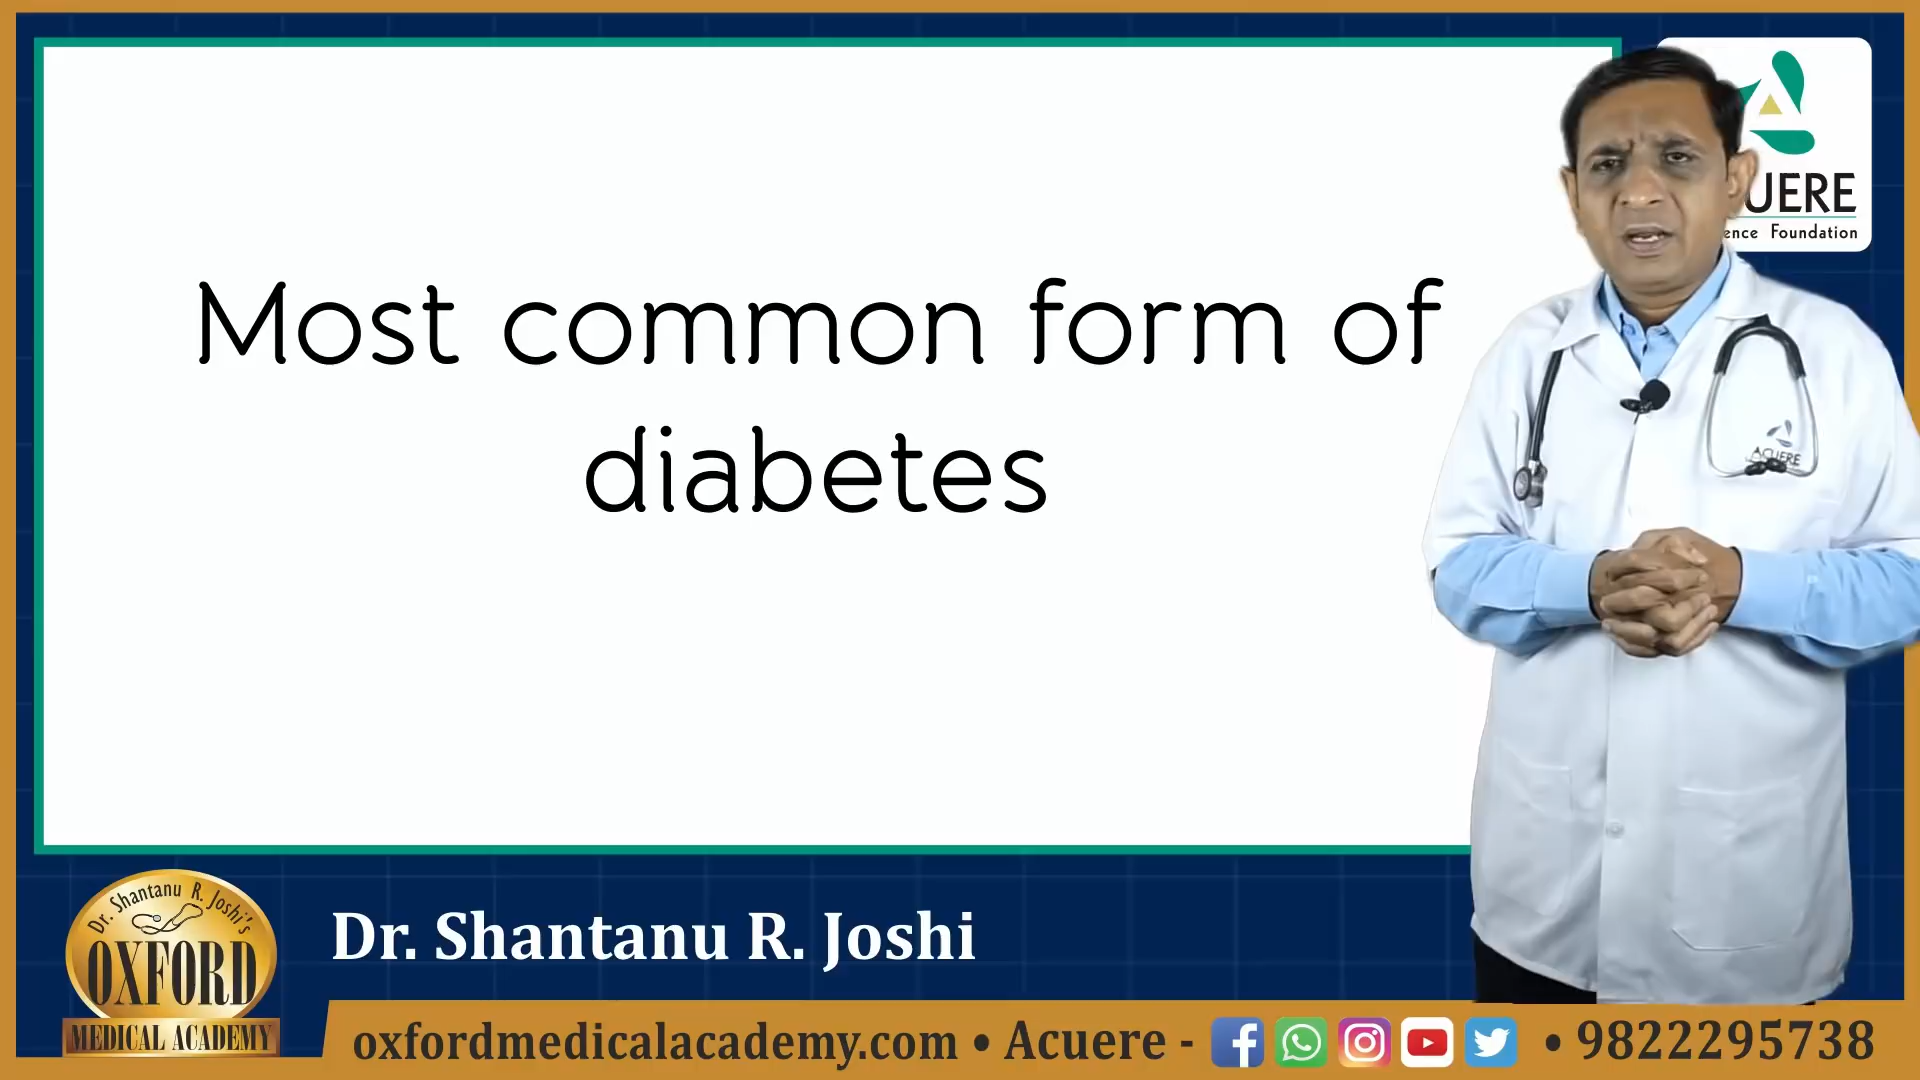 Most common form of
diabetes
UERE
ence Foundation
ACUERE
Dr. Shantanu R. Joshi's
OXFORD
MEDICAL ACADEMY
Dr. Shantanu R. Joshi
oxfordmedicalacademy.com • Acuere - • 9822295738